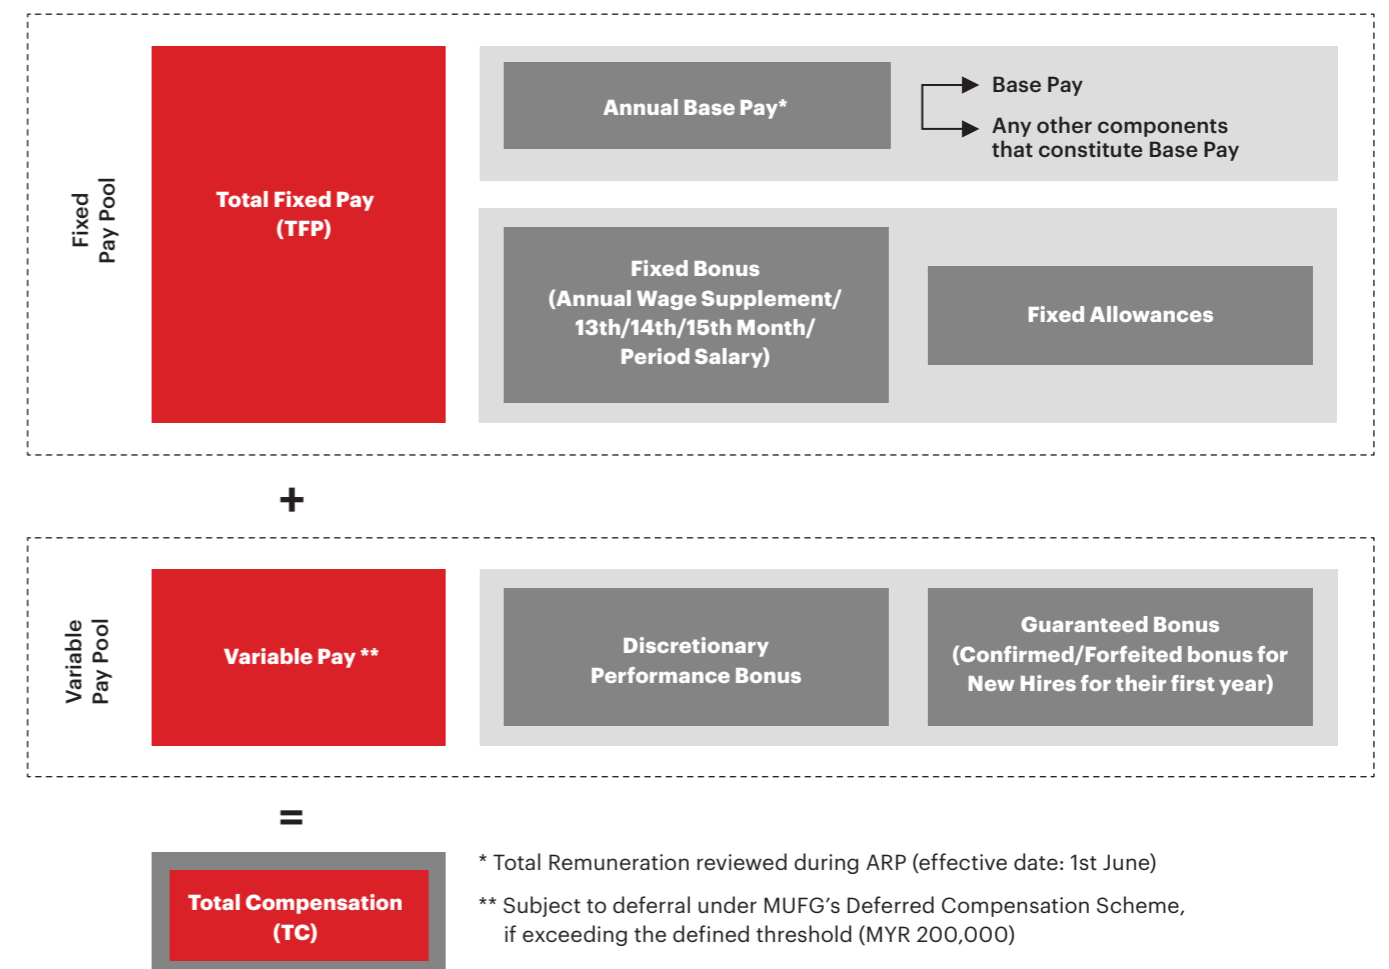 Fixed
Pay Pool
Total Fixed Pay
(TFP)
Annual Base Pay*
Base Pay
Any other components
that constitute Base Pay
Fixed Bonus
(Annual Wage Supplement/
13th/14th/15th Month/
Period Salary)
Fixed Allowances
+
Variable
Pay Pool
Variable Pay **
Discretionary
Performance Bonus
Guaranteed Bonus
(Confirmed/Forfeited bonus for
New Hires for their first year)
=
Total Compensation
(TC)
* Total Remuneration reviewed during ARP (effective date: 1st June)
** Subject to deferral under MUFG’s Deferred Compensation Scheme,
if exceeding the defined threshold (MYR 200,000)